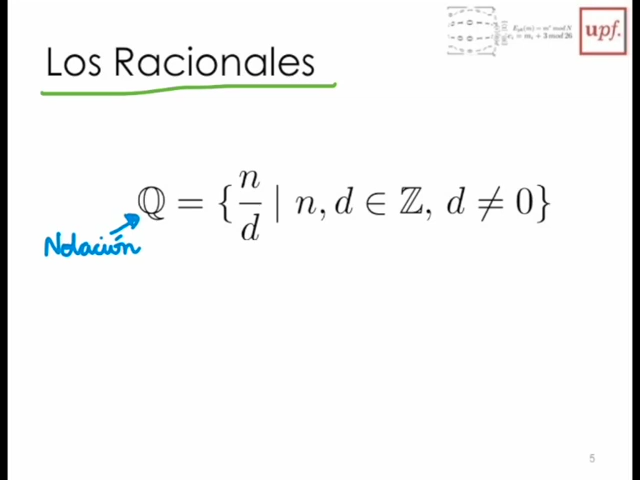 Los Racionales
upf.
ℚ = { n/d | n, d ∈ ℤ, d ≠ 0}
Notación
5